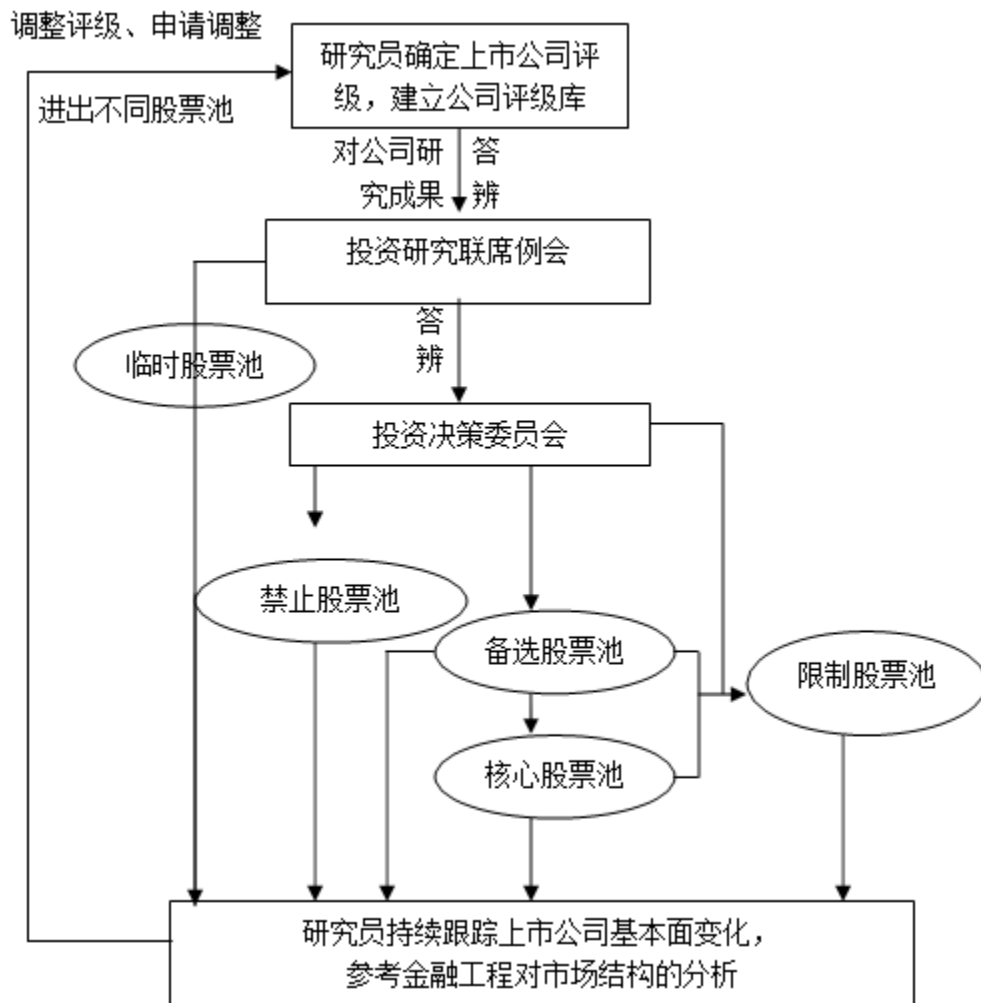 调整评级、申请调整
进出不同股票池
研究员确定上市公司评
级，建立公司评级库
对公司研
究成果
答
辨
投资研究联席例会
答
辨
临时股票池
投资决策委员会
禁止股票池
备选股票池
限制股票池
核心股票池
研究员持续跟踪上市公司基本面变化，
参考金融工程对市场结构的分析